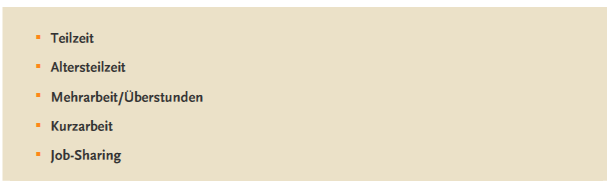 Teilzeit
Altersteilzeit
Mehrarbeit/Überstunden
Kurzarbeit
Job-Sharing